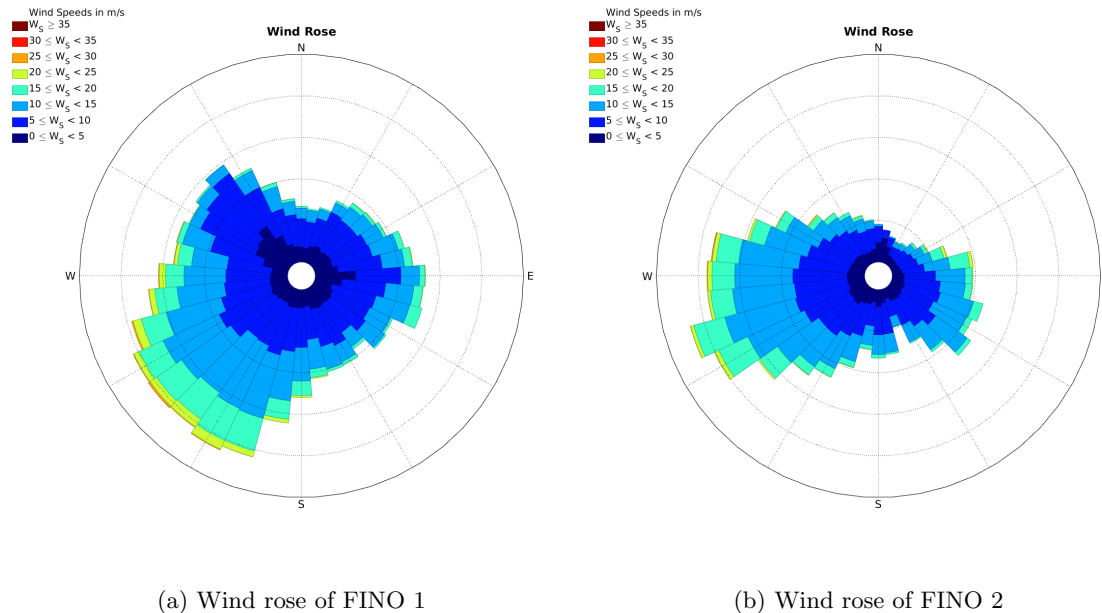 Wind Speeds in m/s
W_S ≥ 35
30 ≤ W_S < 35
25 ≤ W_S < 30
20 ≤ W_S < 25
15 ≤ W_S < 20
10 ≤ W_S < 15
5 ≤ W_S < 10
0 ≤ W_S < 5
Wind Rose
N
W
E
S
(a) Wind rose of FINO 1
Wind Speeds in m/s
W_S ≥ 35
30 ≤ W_S < 35
25 ≤ W_S < 30
20 ≤ W_S < 25
15 ≤ W_S < 20
10 ≤ W_S < 15
5 ≤ W_S < 10
0 ≤ W_S < 5
Wind Rose
N
W
E
S
(b) Wind rose of FINO 2